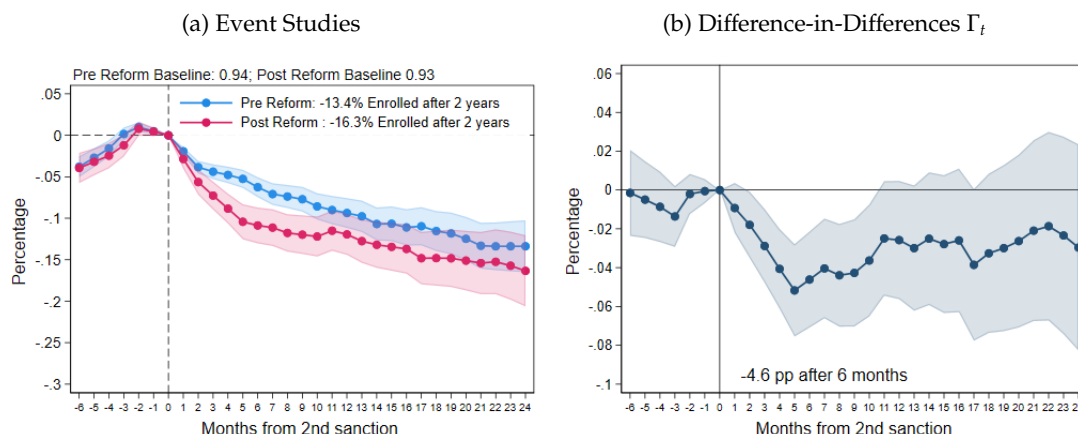 (a) Event Studies
Pre Reform Baseline: 0.94; Post Reform Baseline 0.93
Pre Reform: -13.4% Enrolled after 2 years
Post Reform : -16.3% Enrolled after 2 years
Percentage
.05
0
-.05
-.1
-.15
-.2
-.25
-.3
-6 -5 -4 -3 -2 -1 0 1 2 3 4 5 6 7 8 9 10 11 12 13 14 15 16 17 18 19 20 21 22 23 24
Months from 2nd sanction
(b) Difference-in-Differences Γt
Percentage
.06
.04
.02
0
-.02
-.04
-.06
-.08
-.1
-4.6 pp after 6 months
-6 -5 -4 -3 -2 -1 0 1 2 3 4 5 6 7 8 9 10 11 12 13 14 15 16 17 18 19 20 21 22 23
Months from 2nd sanction